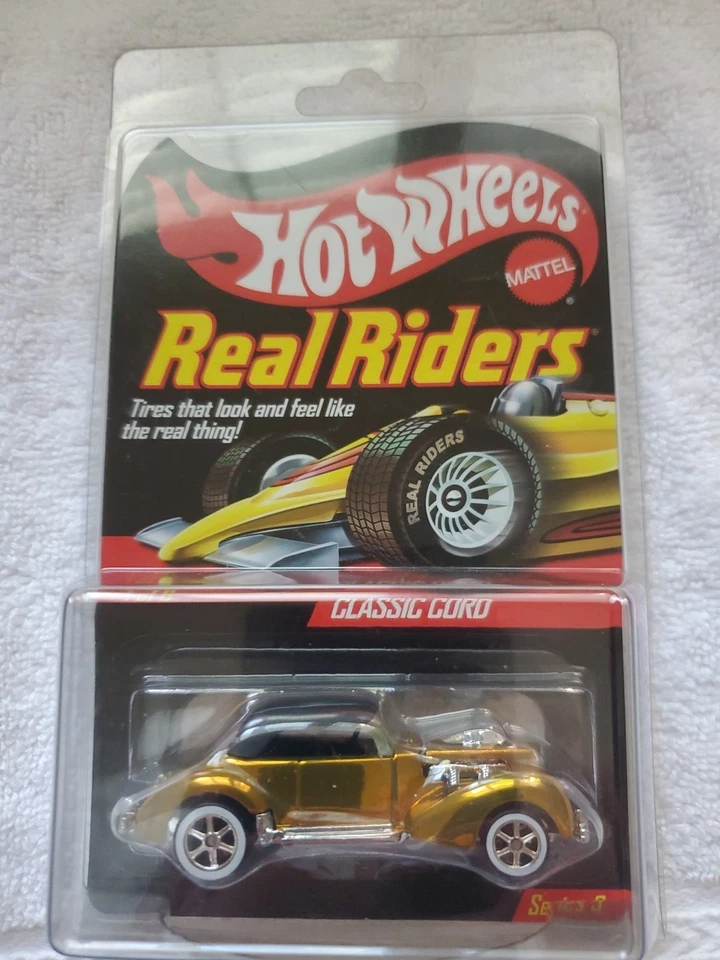 Hot Wheels
MATTEL
®
Real Riders
Tires that look and feel like
the real thing!
REAL RIDERS
CLASSIC CORD
Series 3